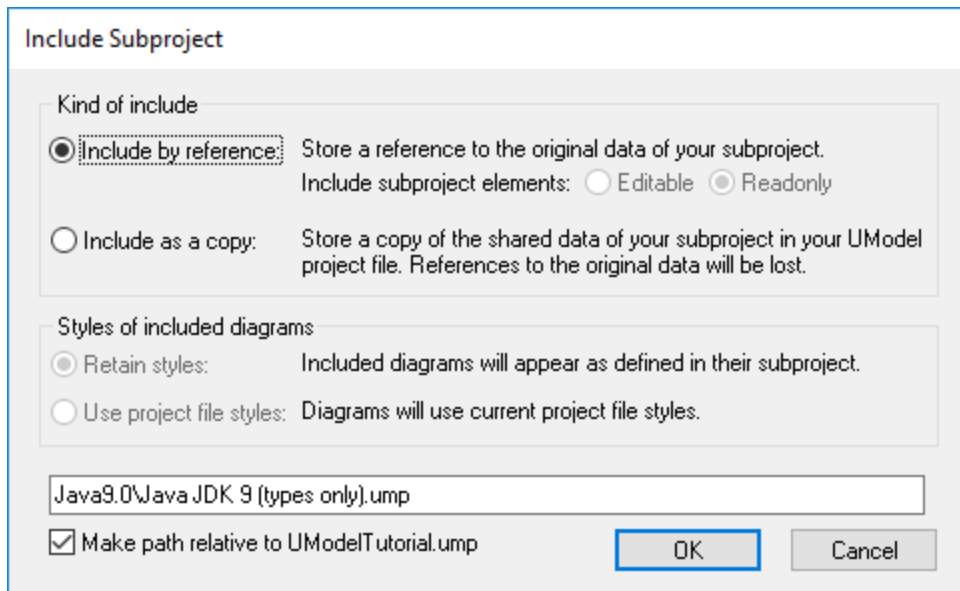 Include Subproject
Kind of include
Include by reference: Store a reference to the original data of your subproject.
Include subproject elements: Editable Readonly
Include as a copy: Store a copy of the shared data of your subproject in your UModel
project file. References to the original data will be lost.
Styles of included diagrams
Retain styles: Included diagrams will appear as defined in their subproject.
Use project file styles: Diagrams will use current project file styles.
Java9.0\Java JDK 9 (types only).ump
Make path relative to UModelTutorial.ump
OK Cancel